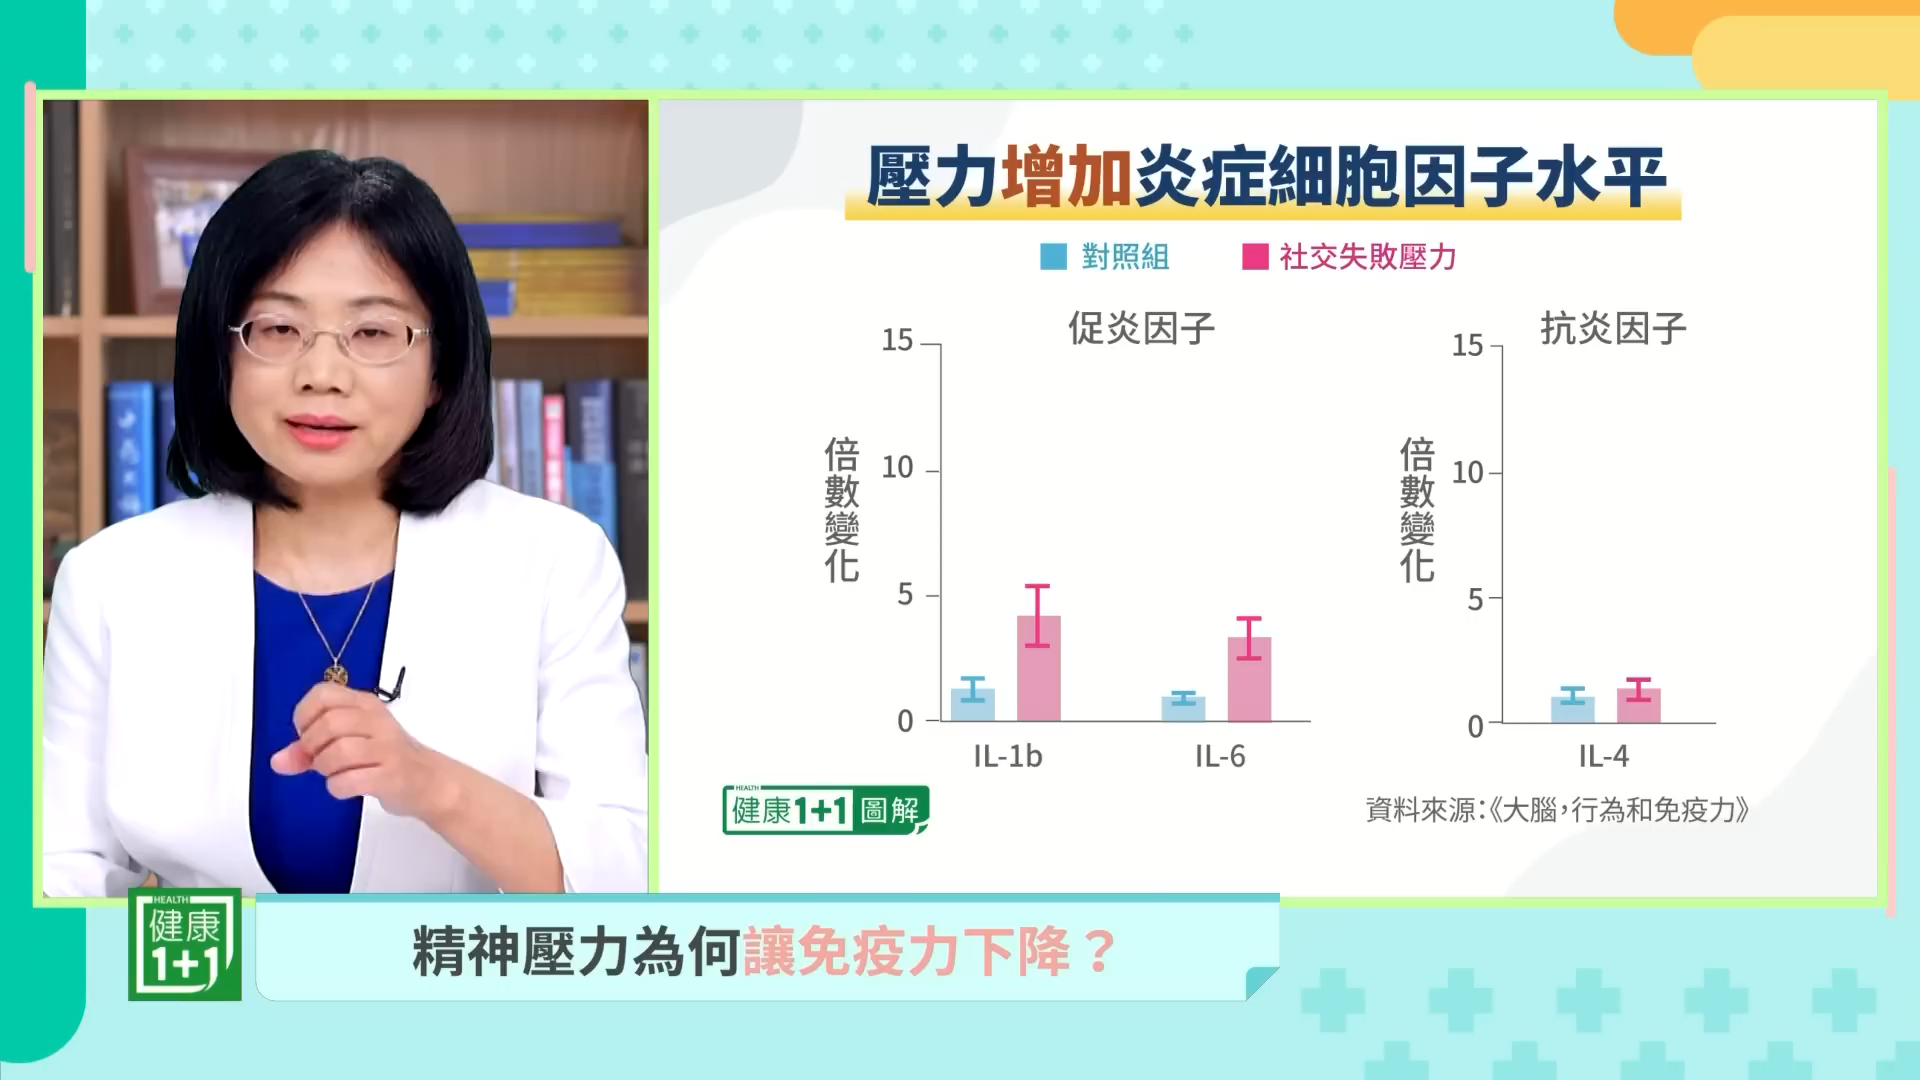 壓力增加炎症細胞因子水平
對照組
社交失敗壓力
促炎因子
倍數變化
15
10
5
0
IL-1b
IL-6
抗炎因子
倍數變化
15
10
5
0
IL-4
HEALTH
健康1+1圖解
資料來源:《大腦,行為和免疫力》
HEALTH
健康
1+1
精神壓力為何讓免疫力下降?